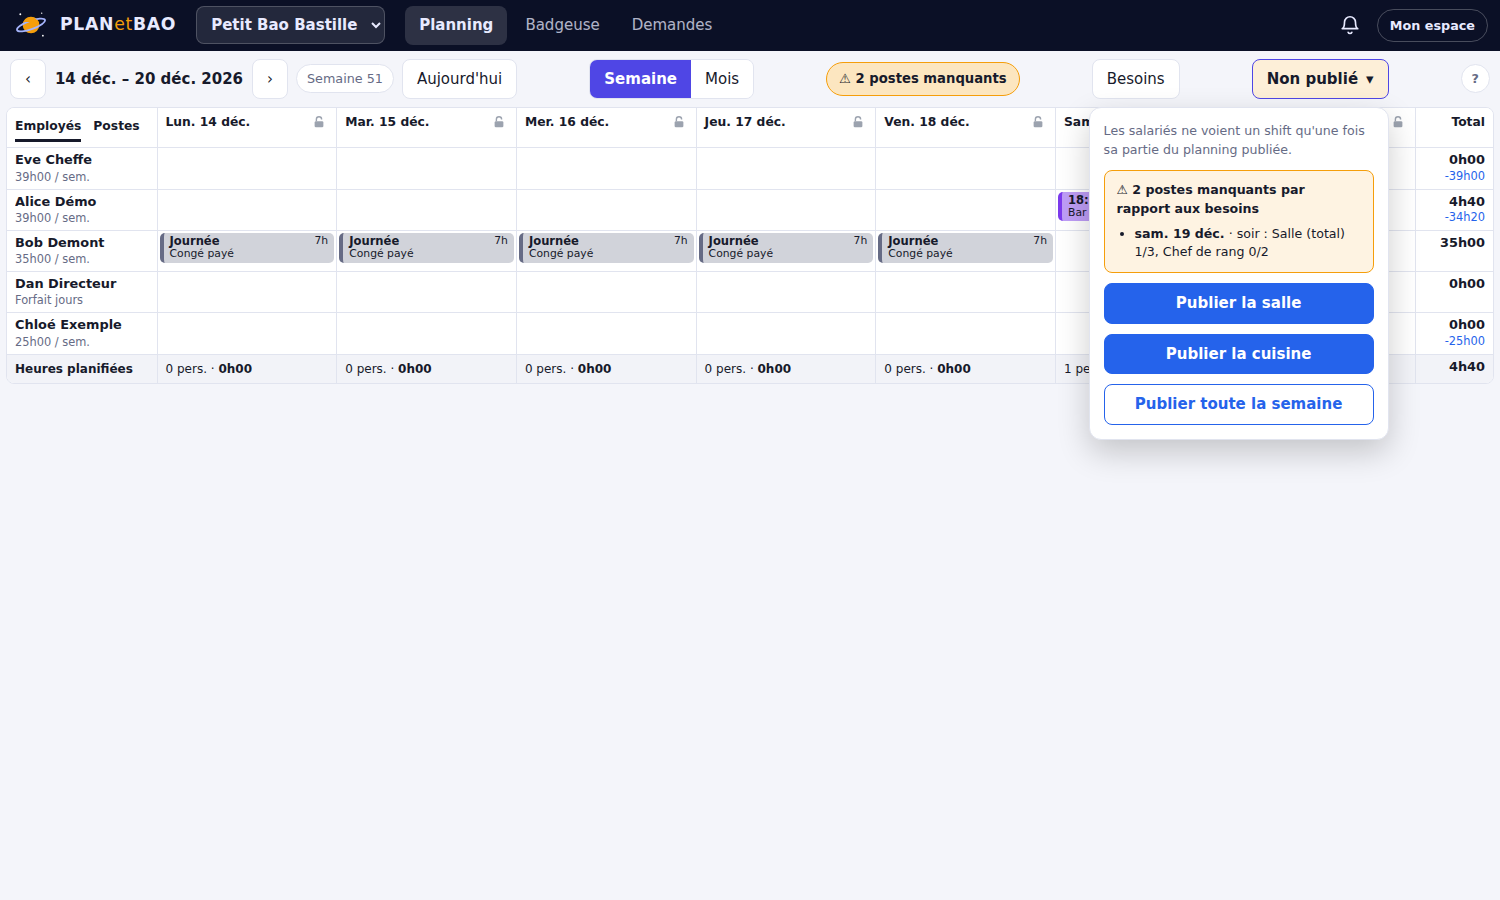 PLANetBAO
Petit Bao Bastille
Planning
Badgeuse
Demandes
Mon espace
‹
14 déc. – 20 déc. 2026
›
Semaine 51
Aujourd'hui
Semaine
Mois
⚠ 2 postes manquants
Besoins
Non publié ▾
?
Employés Postes
Lun. 14 déc.
Mar. 15 déc.
Mer. 16 déc.
Jeu. 17 déc.
Ven. 18 déc.
Total
Eve Cheffe
39h00 / sem.
0h00
-39h00
Alice Démo
39h00 / sem.
18:
Bar
4h40
-34h20
Bob Demont
35h00 / sem.
Journée 7h
Congé payé
Journée 7h
Congé payé
Journée 7h
Congé payé
Journée 7h
Congé payé
Journée 7h
Congé payé
35h00
Dan Directeur
Forfait jours
0h00
Chloé Exemple
25h00 / sem.
0h00
-25h00
Heures planifiées
0 pers. · 0h00
0 pers. · 0h00
0 pers. · 0h00
0 pers. · 0h00
0 pers. · 0h00
4h40
Les salariés ne voient un shift qu'une fois
sa partie du planning publiée.
⚠ 2 postes manquants par
rapport aux besoins
• sam. 19 déc. · soir : Salle (total)
1/3, Chef de rang 0/2
Publier la salle
Publier la cuisine
Publier toute la semaine